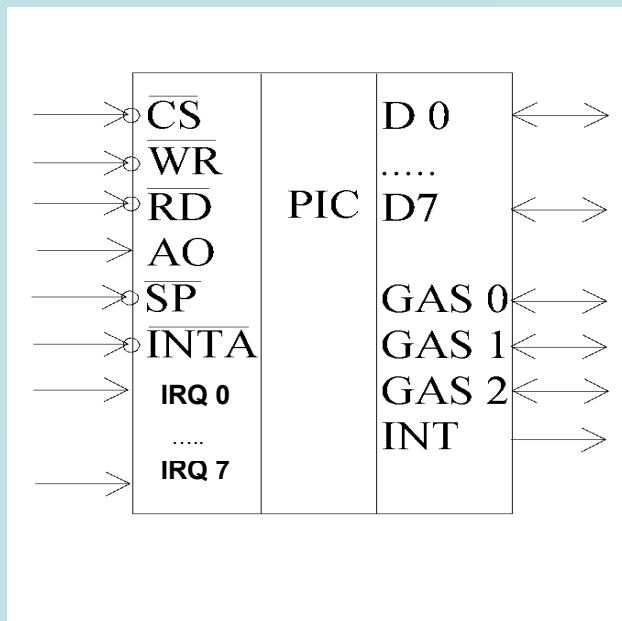 CS
WR
RD
AO
SP
INTA
IRQ 0
.....
IRQ 7
PIC
D 0
.....
D7
GAS 0
GAS 1
GAS 2
INT